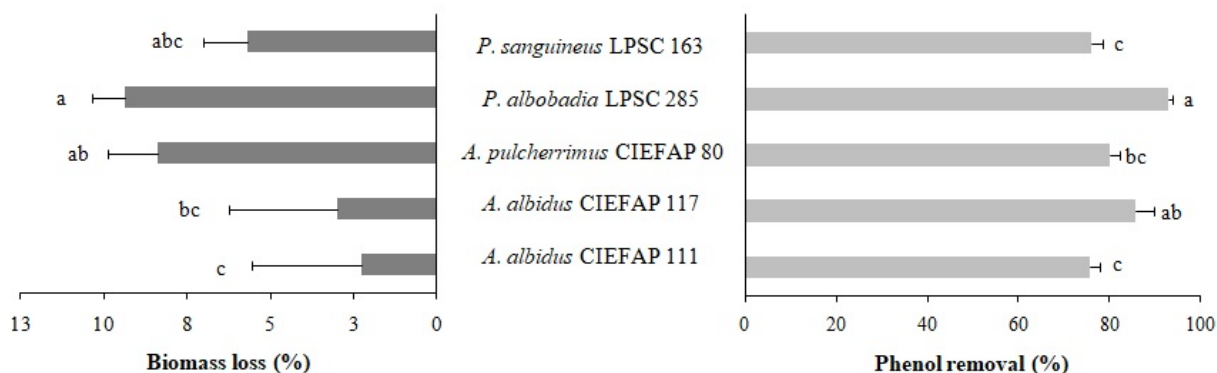 abc
P. sanguineus LPSC 163
c
a
P. albobadia LPSC 285
a
ab
A. pulcherrimus CIEFAP 80
bc
bc
A. albidus CIEFAP 117
ab
c
A. albidus CIEFAP 111
c
13 10 8 5 3 0
0 20 40 60 80 100
Biomass loss (%)
Phenol removal (%)